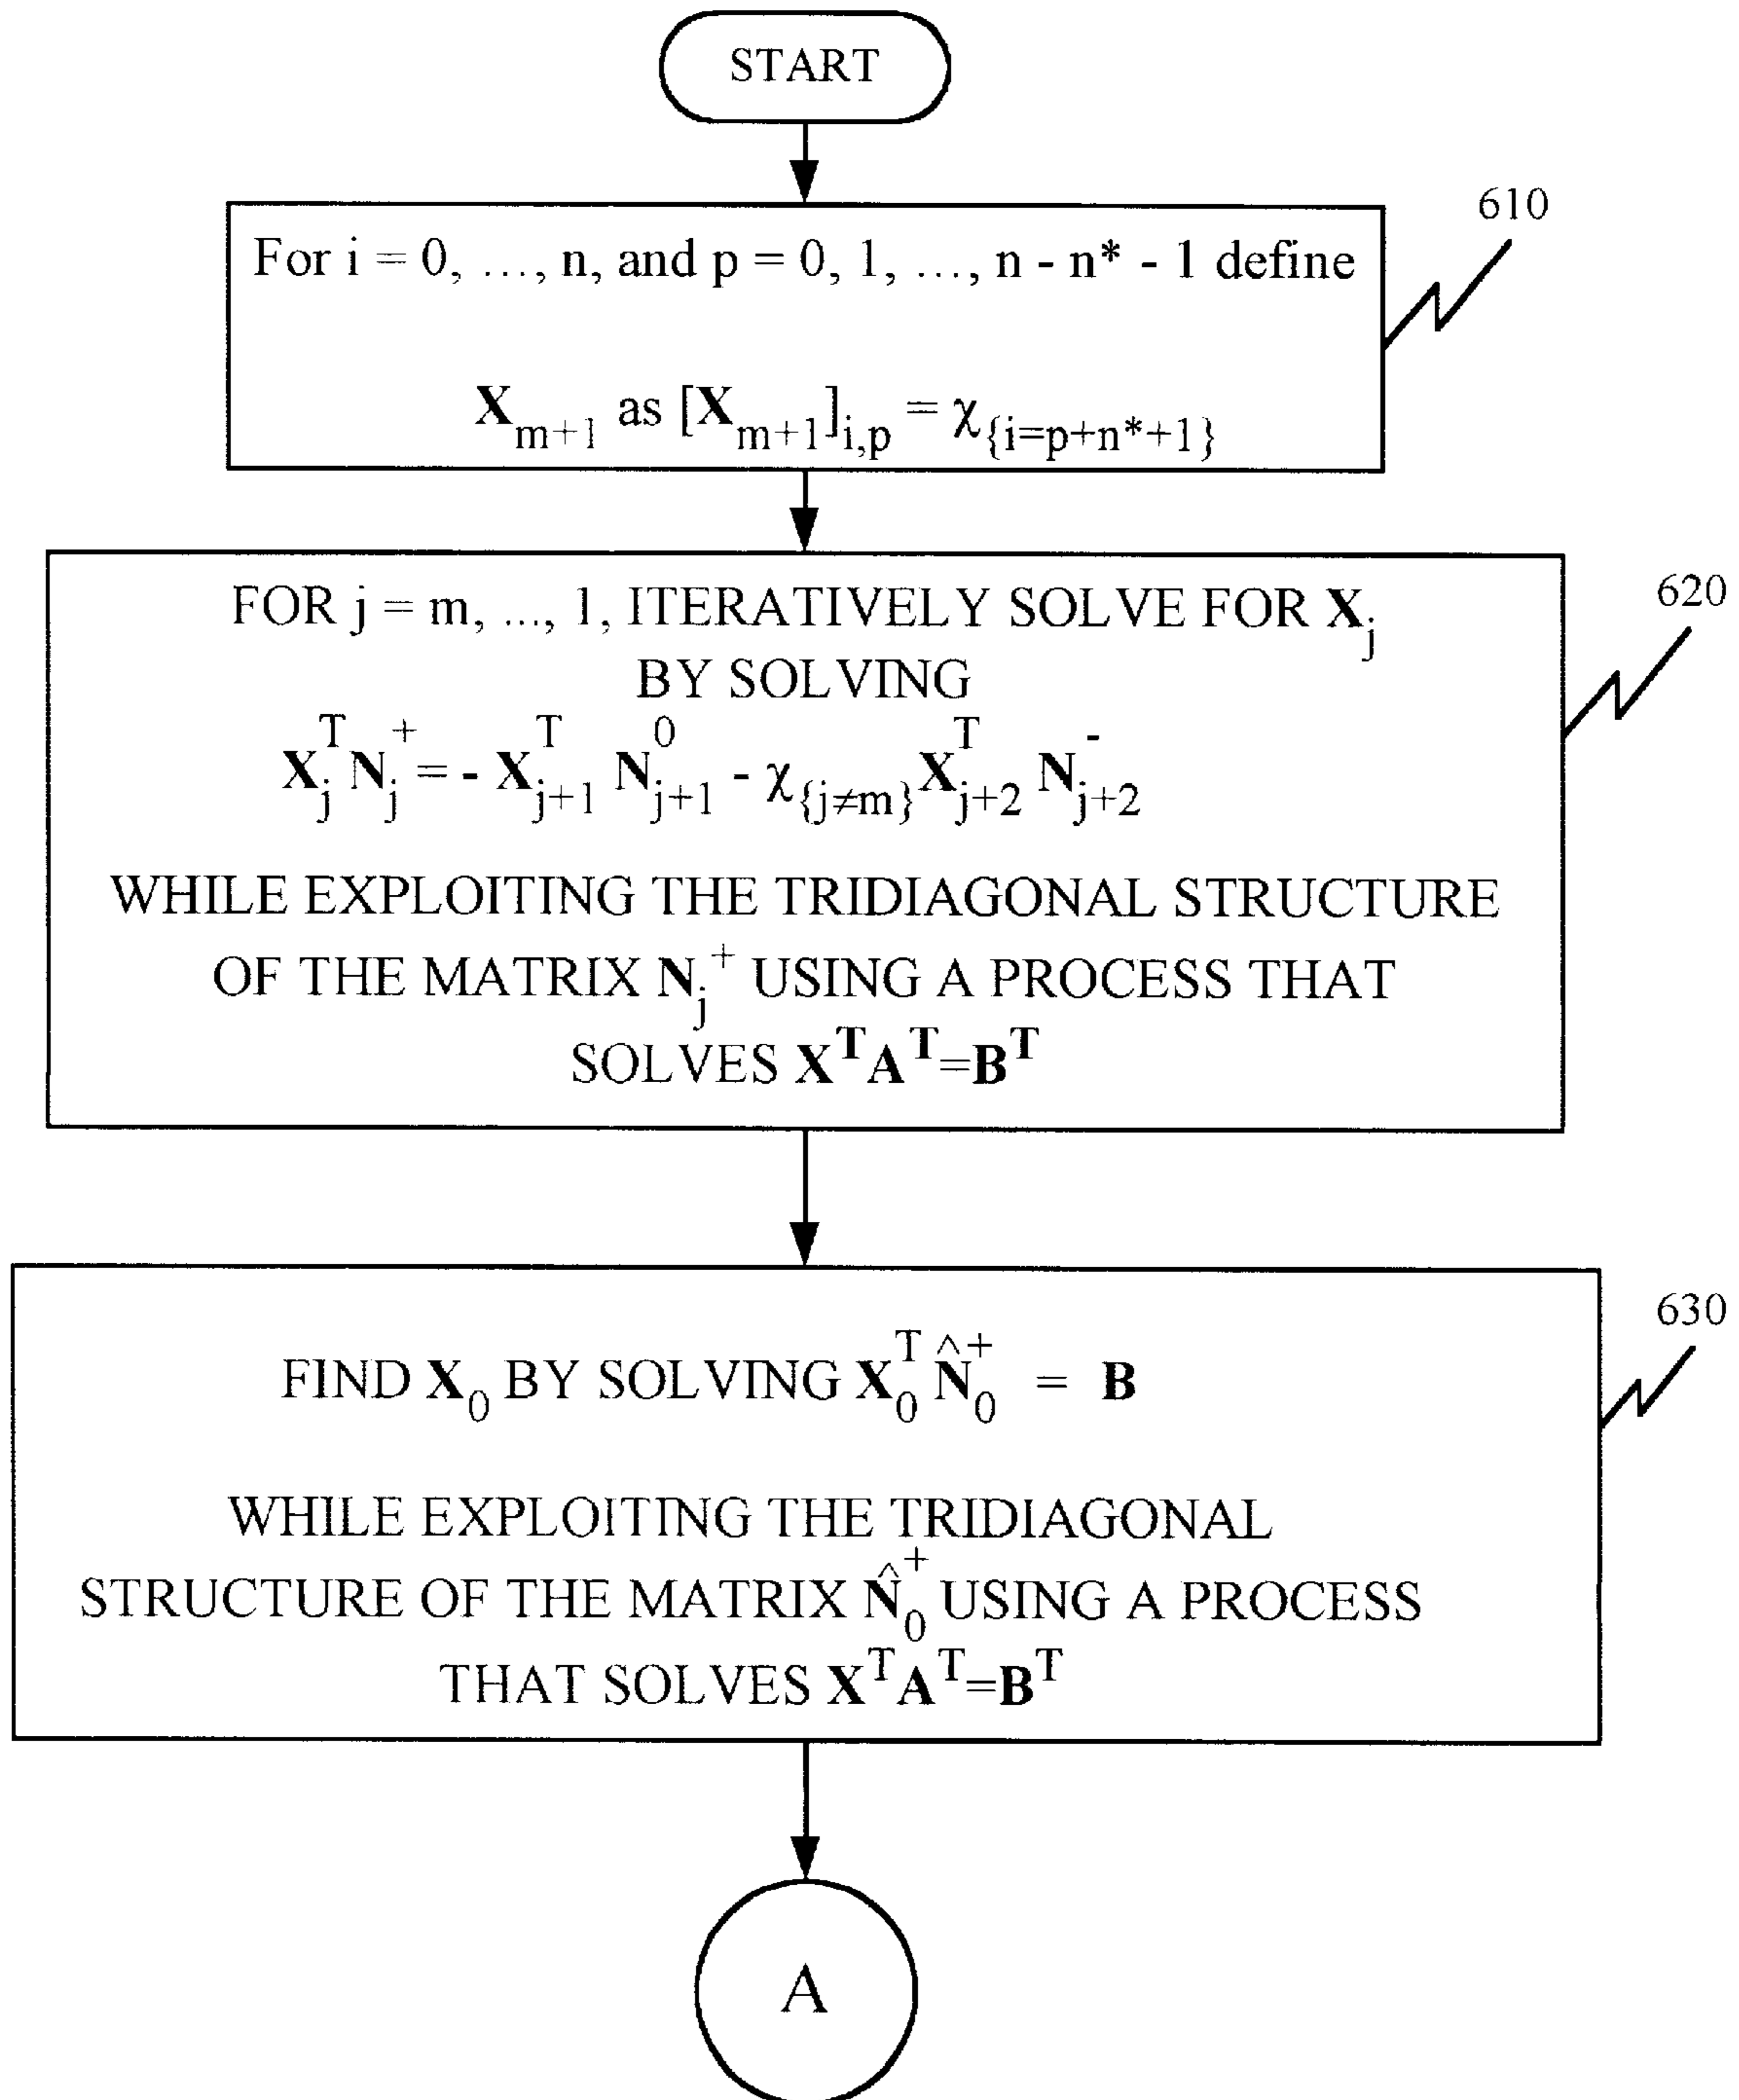 START
610
For i = 0, ..., n, and p = 0, 1, ..., n - n* - 1 define
X_{m+1} as [X_{m+1}]_{i,p} = χ_{{i=p+n*+1}}
620
FOR j = m, ..., 1, ITERATIVELY SOLVE FOR X_j
BY SOLVING
X_j^T N_j^+ = - X_{j+1}^T N_{j+1}^0 - χ_{{j≠m}} X_{j+2}^T N_{j+2}^-
WHILE EXPLOITING THE TRIDIAGONAL STRUCTURE
OF THE MATRIX N_j^+ USING A PROCESS THAT
SOLVES X^T A^T=B^T
630
FIND X_0 BY SOLVING X_0^T N̂_0^+ = B
WHILE EXPLOITING THE TRIDIAGONAL
STRUCTURE OF THE MATRIX N̂_0^+ USING A PROCESS
THAT SOLVES X^T A^T=B^T
A